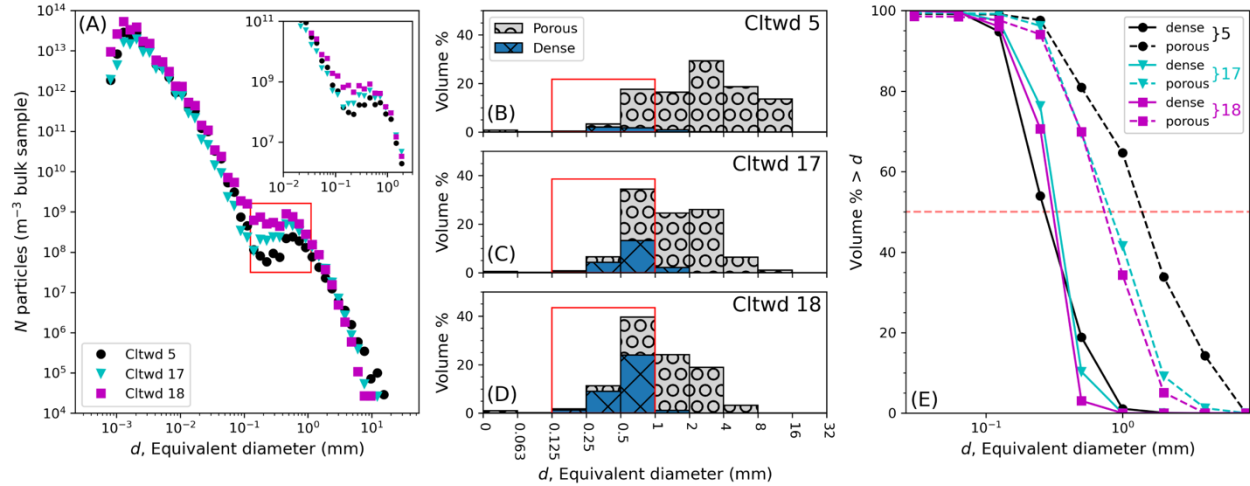 (A)
10^14
10^13
10^12
10^11
10^10
10^9
10^8
10^7
10^6
10^5
10^4
N particles (m^−3 bulk sample)
10^−3 10^−2 10^−1 10^0 10^1
d, Equivalent diameter (mm)
Cltwd 5
Cltwd 17
Cltwd 18
10^11
10^9
10^7
10^−2 10^−1 10^0
Porous
Dense
Cltwd 5
(B)
Volume %
40
20
0
Cltwd 17
(C)
Volume %
40
20
0
Cltwd 18
(D)
Volume %
40
20
0
0 0.063 0.125 0.25 0.5 1 2 4 8 16 32
d, Equivalent diameter (mm)
100
80
60
40
20
0
Volume % > d
dense }5
porous
dense }17
porous
dense }18
porous
(E)
10^−1 10^0
d, Equivalent diameter (mm)